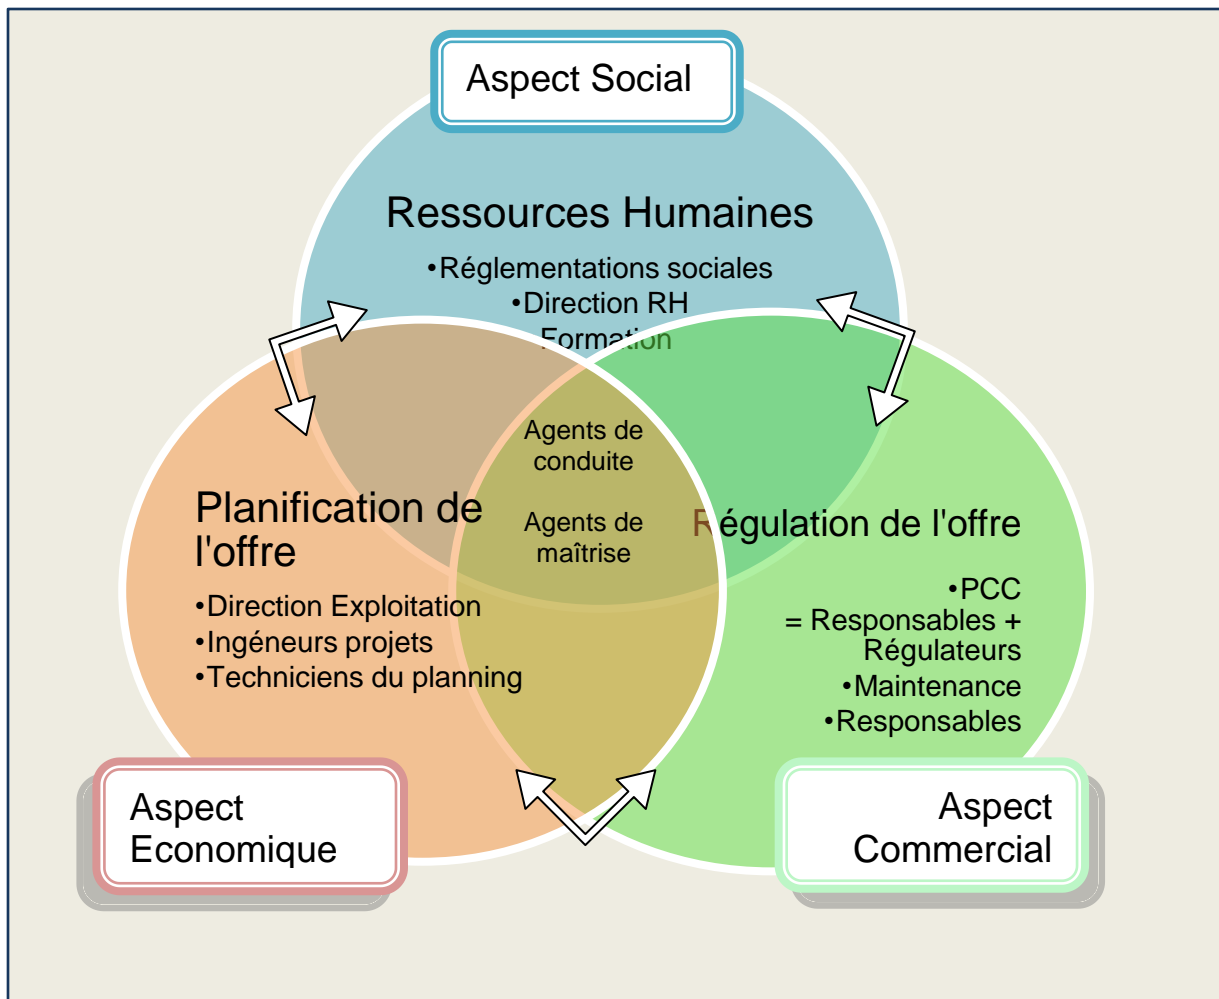 Aspect Social
Ressources Humaines
•Réglementations sociales
•Direction RH
Formation
Agents de
conduite
Agents de
maîtrise
Planification de
l'offre
•Direction Exploitation
•Ingéneurs projets
•Techniciens du planning
Régulation de l'offre
•PCC
= Responsables +
Régulateurs
•Maintenance
•Responsables
Aspect
Economique
Aspect
Commercial